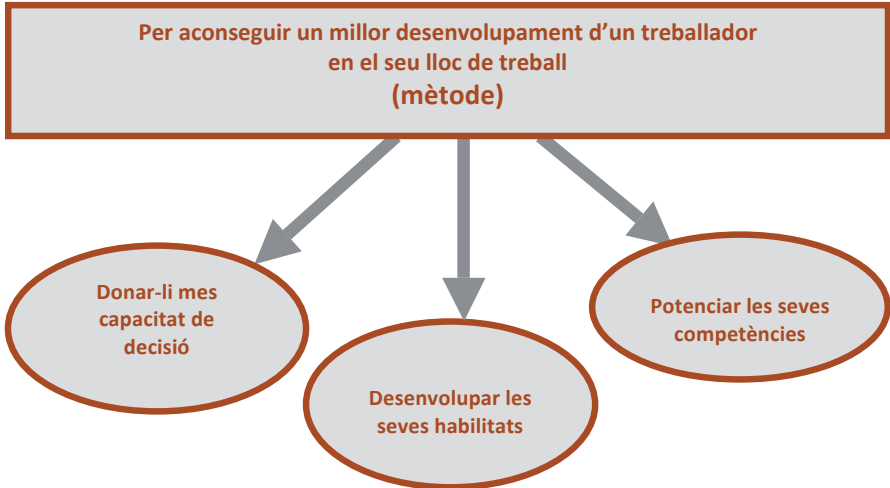 Per aconseguir un millor desenvolupament d’un treballador
en el seu lloc de treball
(mètode)
Donar-li mes
capacitat de
decisió
Desenvolupar les
seves habilitats
Potenciar les seves
competències